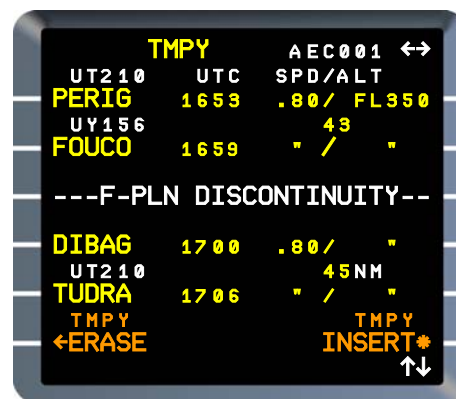 TMPY AEC001 ↔
UT210 UTC SPD/ALT
PERIG 1653 .80/ FL350
UY156 43
FOUCO 1659 " / "
---F-PLN DISCONTINUITY--
DIBAG 1700 .80/ "
UT210 45NM
TUDRA 1706 " / "
TMPY TMPY
←ERASE INSERT*
↑↓